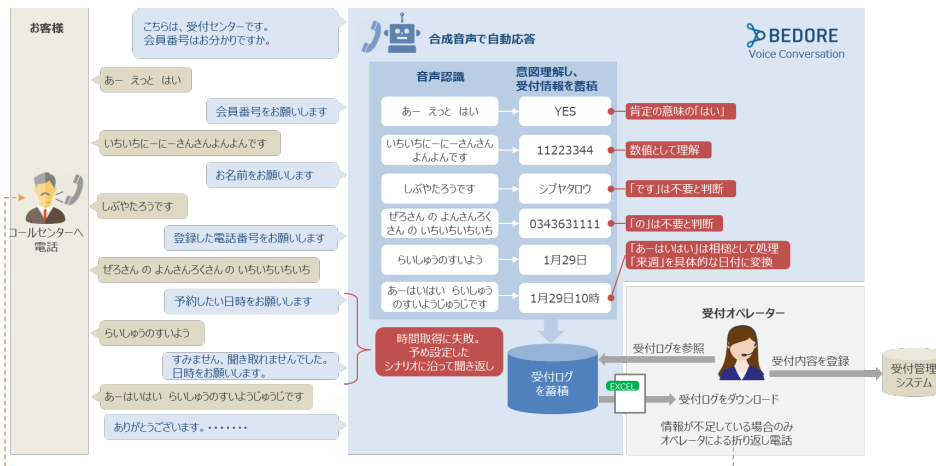 お客様
こちらは、受付センターです。
会員番号はお分かりですか。
あー えっと はい
会員番号をお願いします
いちいちにーにーさんさんよんよんです
お名前をお願いします
しぶやたろうです
コールセンターへ
電話
登録した電話番号をお願いします
ぜろさん の よんさんろくさん の いちいちいちいち
予約したい日時をお願いします
らいしゅうのすいよう
すみません、聞き取れませんでした。
日時をお願いします。
あーはいはい らいしゅうのすいようじゅうじです
ありがとうございます。・・・・・・・
合成音声で自動応答
BEDORE
Voice Conversation
音声認識
意図理解し、
受付情報を蓄積
あー えっと はい
YES
肯定の意味の「はい」
いちいちにーにーさんさん
よんよんです
11223344
数値として理解
しぶやたろうです
シブヤタロウ
「です」は不要と判断
ぜろさん の よんさんろく
さん の いちいちいちいち
0343631111
「の」は不要と判断
らいしゅうのすいよう
1月29日
「あーはいはい」は相槌として処理
「来週」を具体的な日付に変換
あーはいはい らいしゅう
のすいようじゅうじです
1月29日10時
時間取得に失敗。
予め設定した
シナリオに沿って聞き返し
受付ログ
を蓄積
受付オペレーター
受付ログを参照
受付内容を登録
EXCEL
受付ログをダウンロード
情報が不足している場合のみ
オペレータによる折り返し電話
受付管理
システム